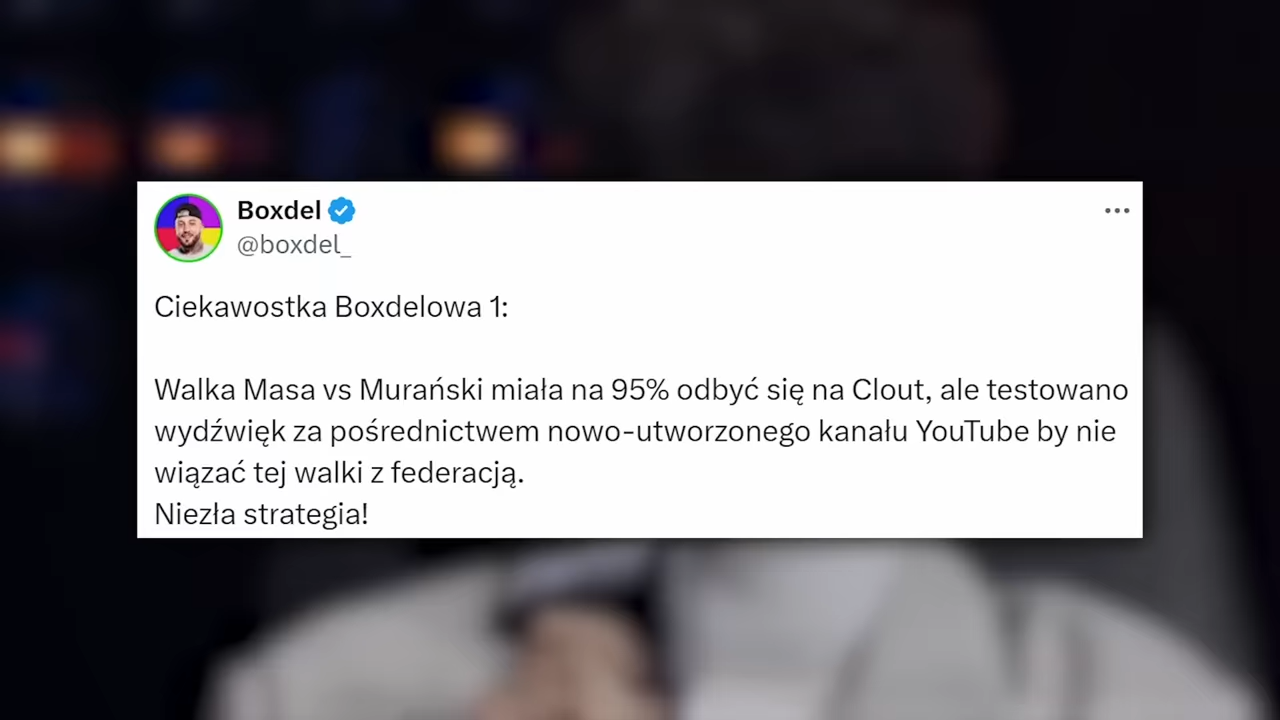 Boxdel
@boxdel_
Ciekawostka Boxdelowa 1:
Walka Masa vs Murański miała na 95% odbyć się na Clout, ale testowano
wydźwięk za pośrednictwem nowo-utworzonego kanału YouTube by nie
wiązać tej walki z federacją.
Niezła strategia!